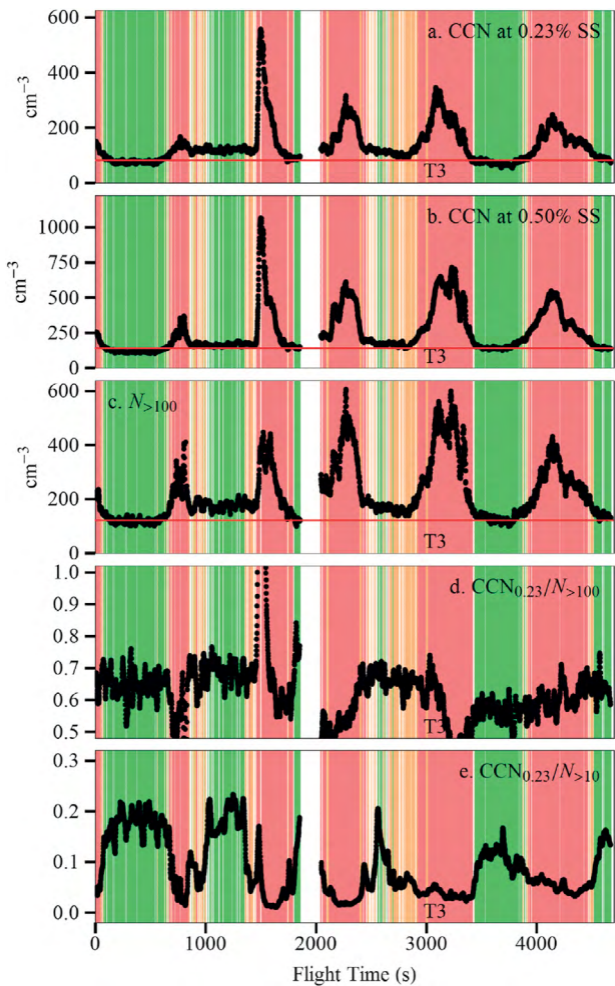 600
400
200
0
cm⁻³
a. CCN at 0.23% SS
T3
1000
750
500
250
0
cm⁻³
b. CCN at 0.50% SS
T3
600
400
200
0
cm⁻³
c. N>100
T3
1.0
0.9
0.8
0.7
0.6
0.5
d. CCN0.23/N>100
T3
0.3
0.2
0.1
0.0
e. CCN0.23/N>10
T3
0 1000 2000 3000 4000
Flight Time (s)